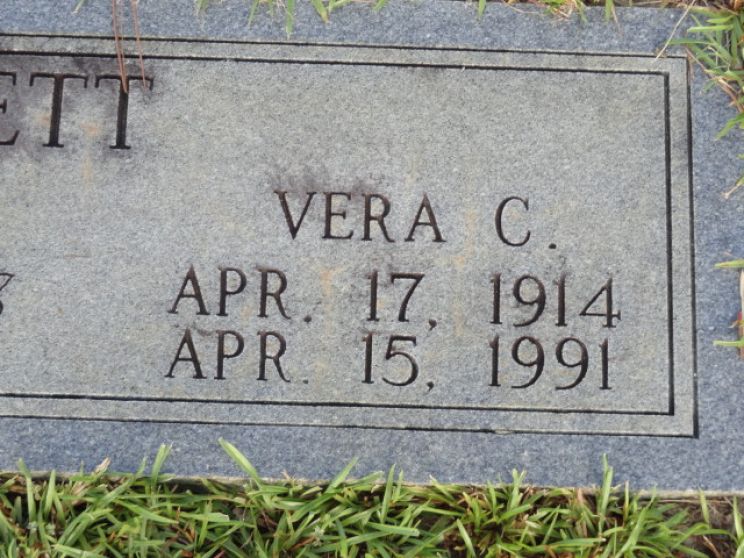 ETT
VERA C.
APR. 17, 1914
APR. 15, 1991